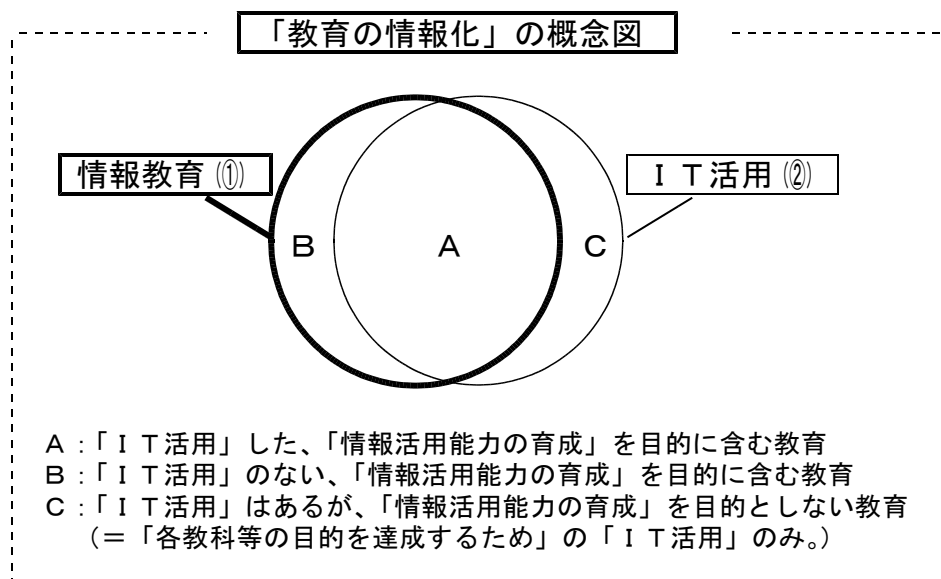 「教育の情報化」の概念図
情報教育(①)
ＩＴ活用(②)
Ｂ
Ａ
Ｃ
Ａ：「ＩＴ活用」した、「情報活用能力の育成」を目的に含む教育
Ｂ：「ＩＴ活用」のない、「情報活用能力の育成」を目的に含む教育
Ｃ：「ＩＴ活用」はあるが、「情報活用能力の育成」を目的としない教育
（＝「各教科等の目的を達成するため」の「ＩＴ活用」のみ。）